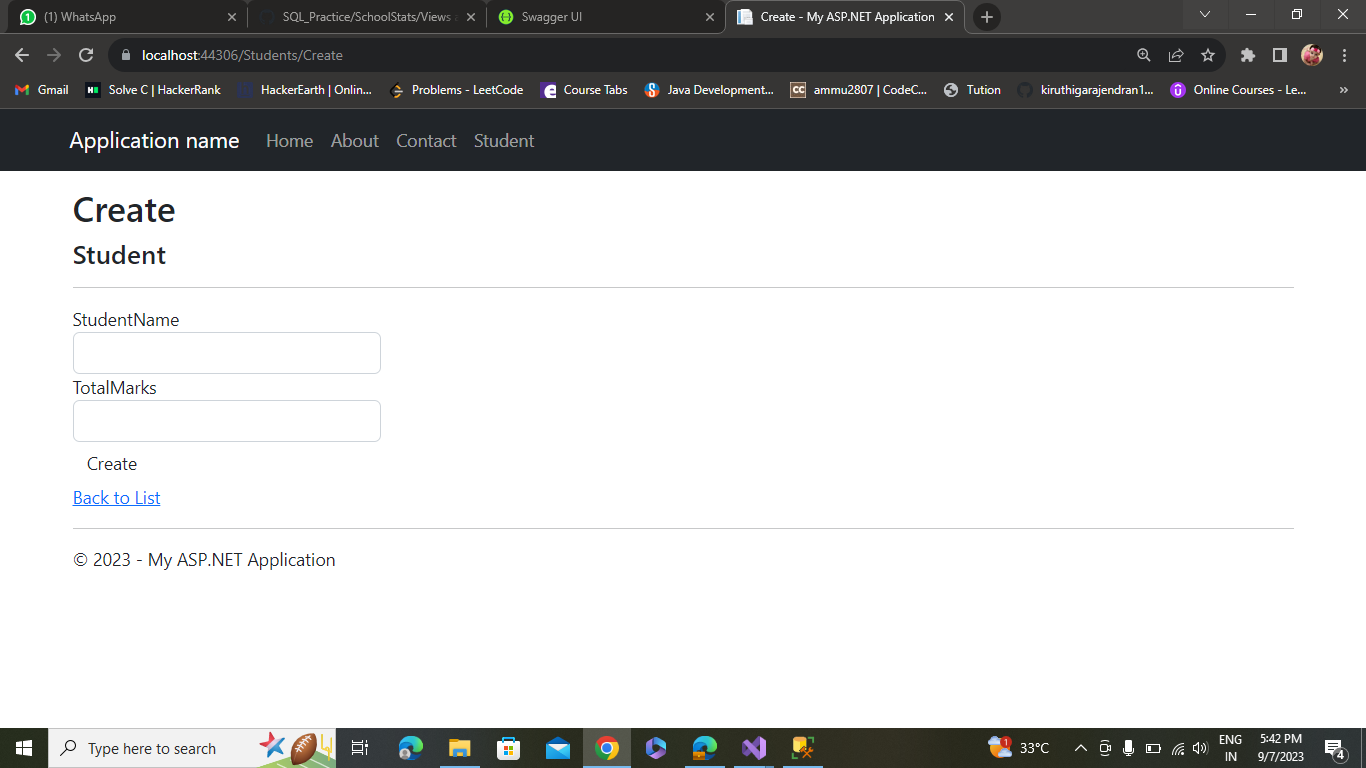 (1) WhatsApp
SQL_Practice/SchoolStats/Views
Swagger UI
Create - My ASP.NET Application
localhost:44306/Students/Create
Gmail
Solve C | HackerRank
HackerEarth | Onlin...
Problems - LeetCode
Course Tabs
Java Development...
CC
ammu2807 | CodeC...
Tution
kiruthigarajendran1...
Online Courses - Le...
Application name
Home
About
Contact
Student
Create
Student
StudentName
TotalMarks
Create
Back to List
© 2023 - My ASP.NET Application
Type here to search
1
33°C
ENG
IN
5:42 PM
9/7/2023
4